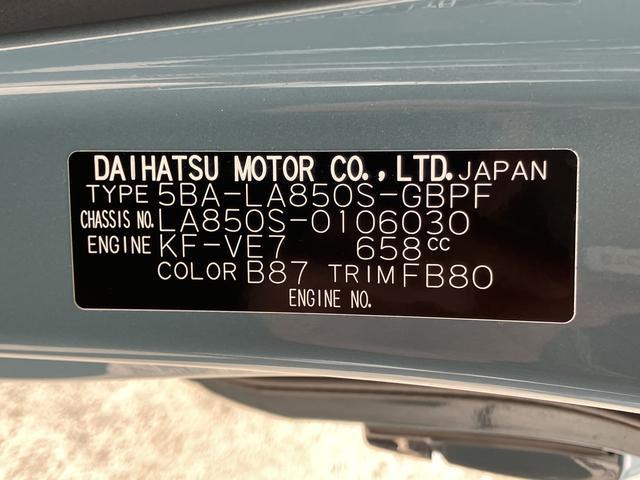 DAIHATSU MOTOR CO., LTD. JAPAN
TYPE 5BA-LA850S-GBPF
CHASSIS NO. LA850S-0106030
ENGINE KF-VE7 658cc
COLOR B87 TRIM FB80
ENGINE NO.